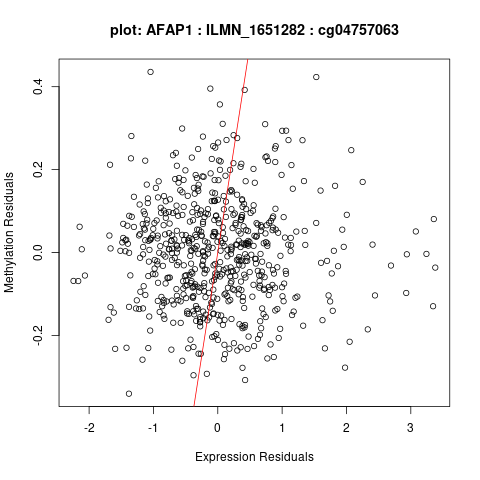 plot: AFAP1 : ILMN_1651282 : cg04757063
Methylation Residuals
0.4
0.2
0.0
-0.2
-2 -1 0 1 2 3
Expression Residuals